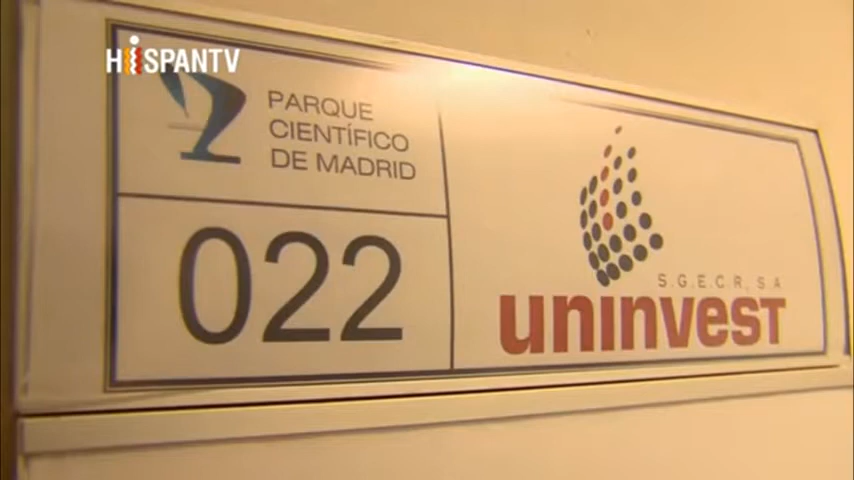 HISPANTV
PARQUE
CIENTÍFICO
DE MADRID
022
S.G.E.C.R, S.A
UNINVEST